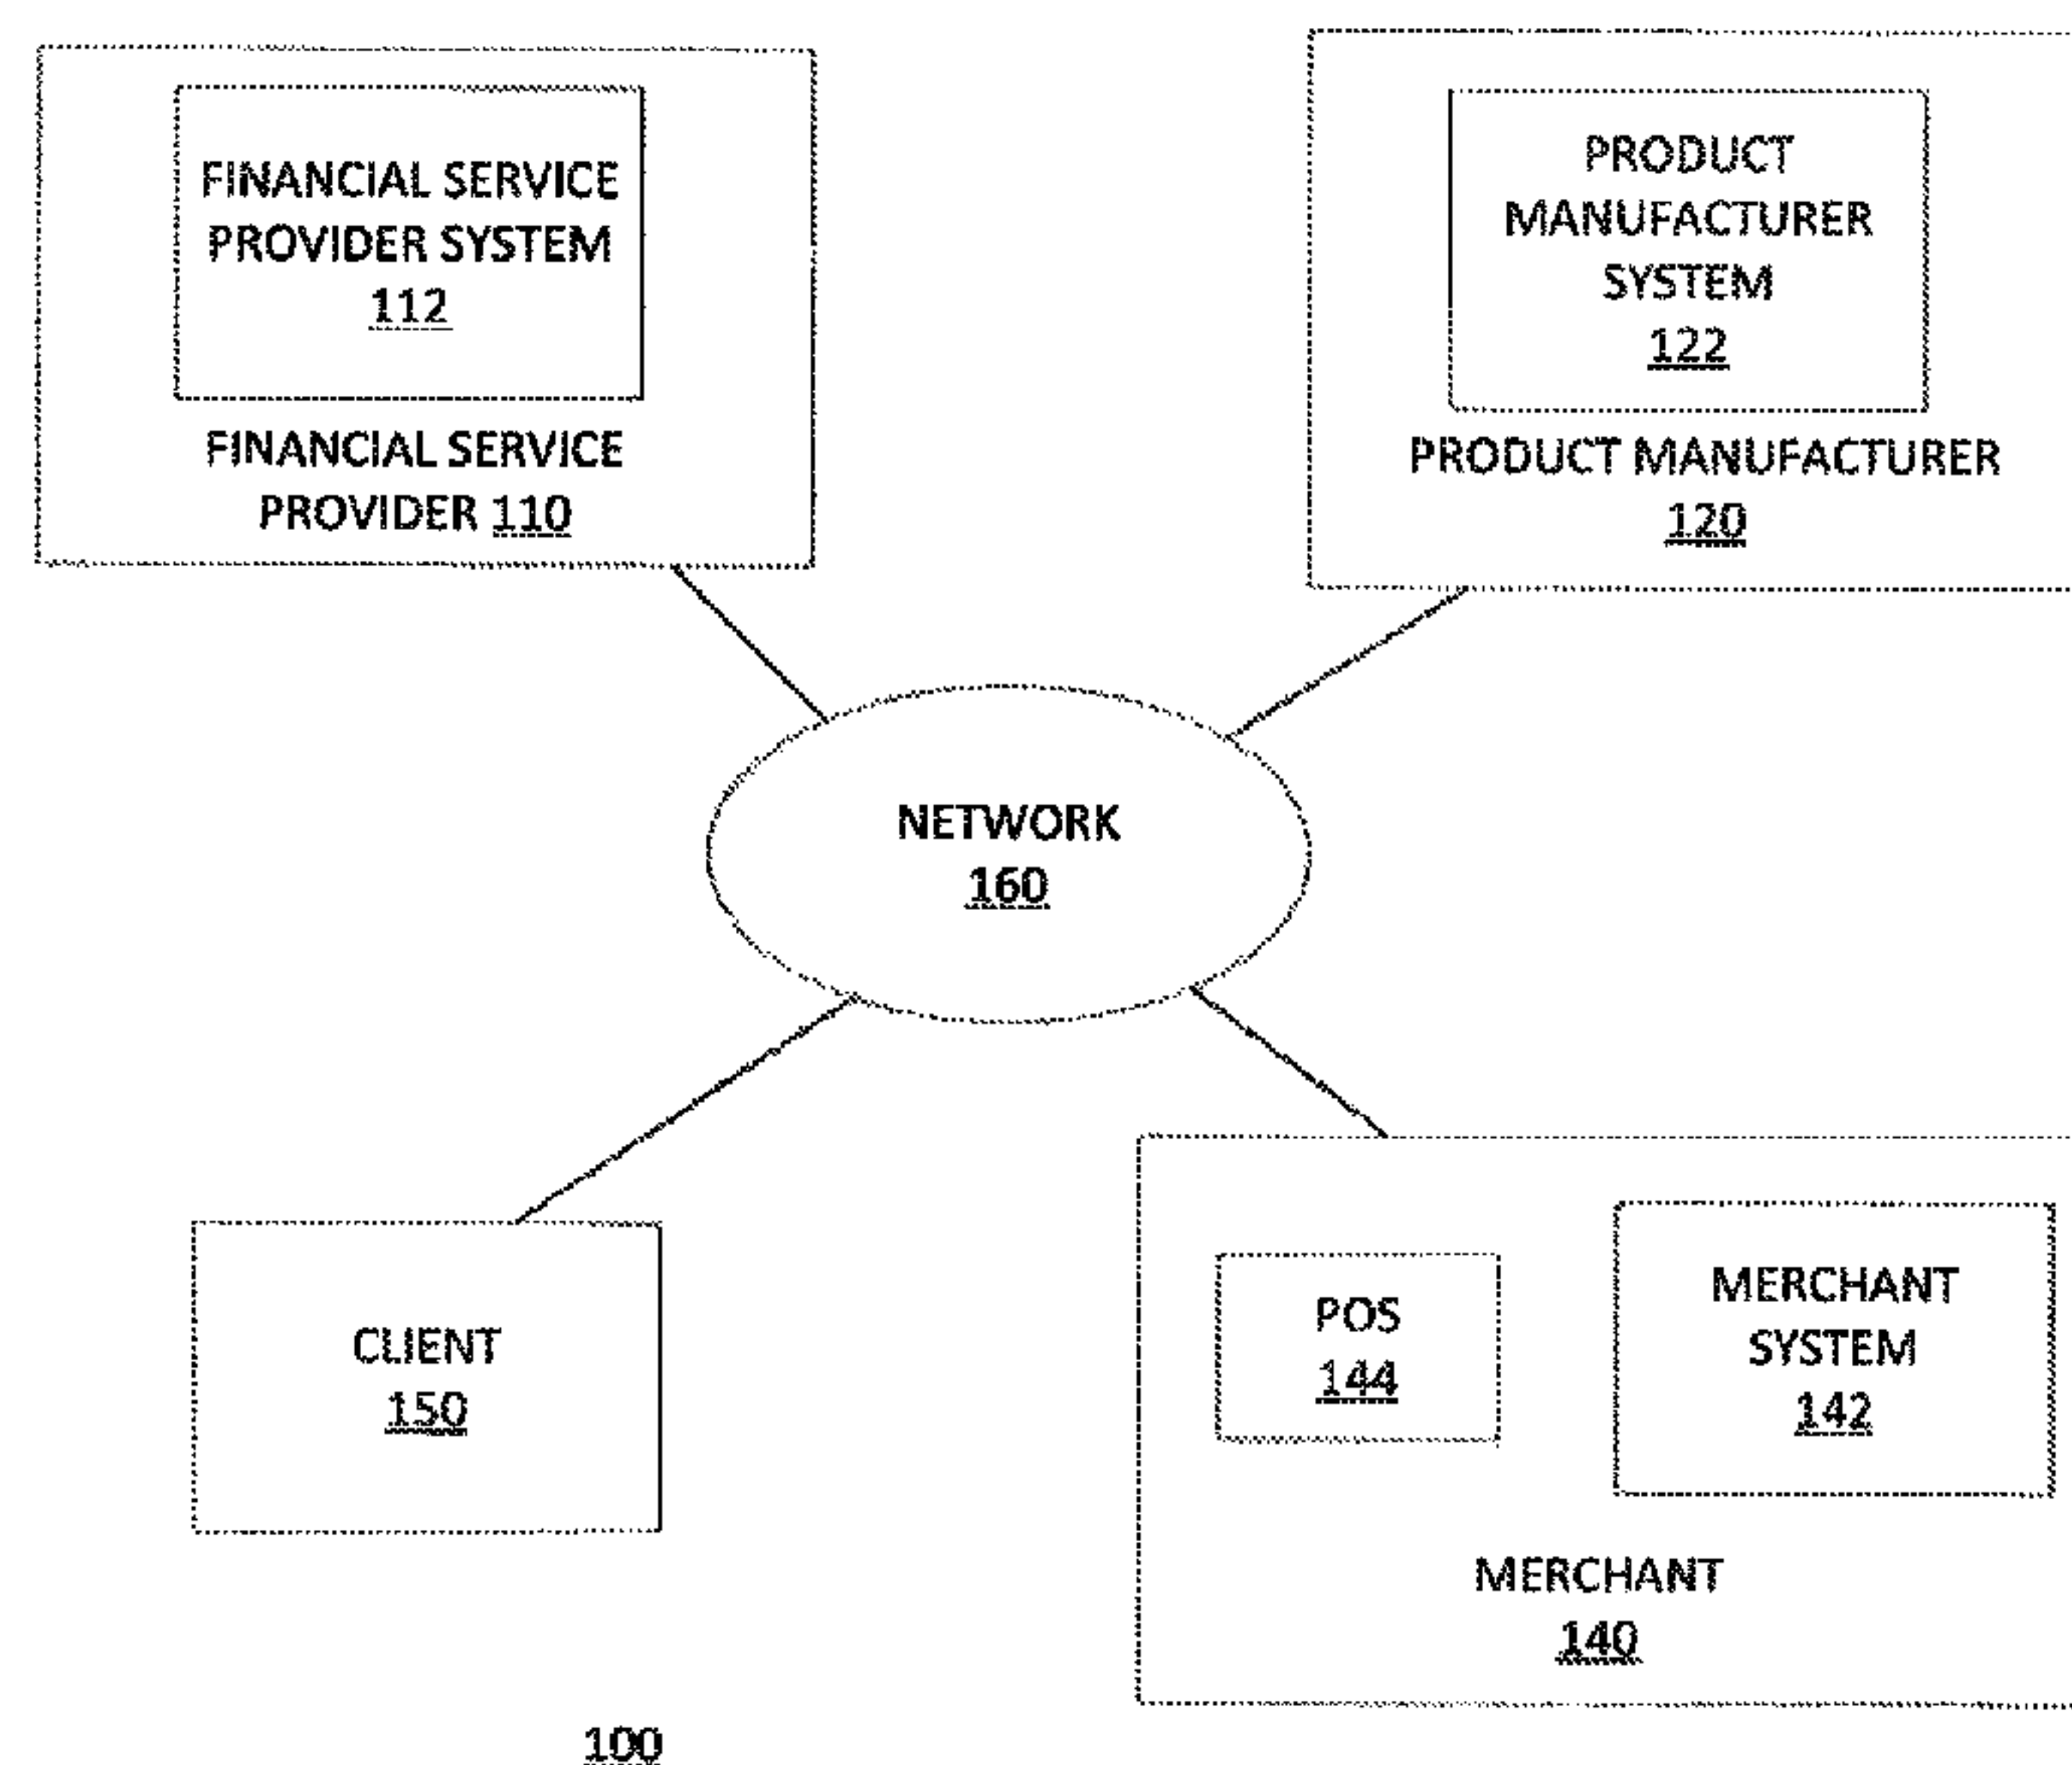 FINANCIAL SERVICE
PROVIDER SYSTEM
112
FINANCIAL SERVICE
PROVIDER 110
PRODUCT
MANUFACTURER
SYSTEM
122
PRODUCT MANUFACTURER
120
NETWORK
160
CLIENT
150
POS
144
MERCHANT
SYSTEM
142
MERCHANT
140
100